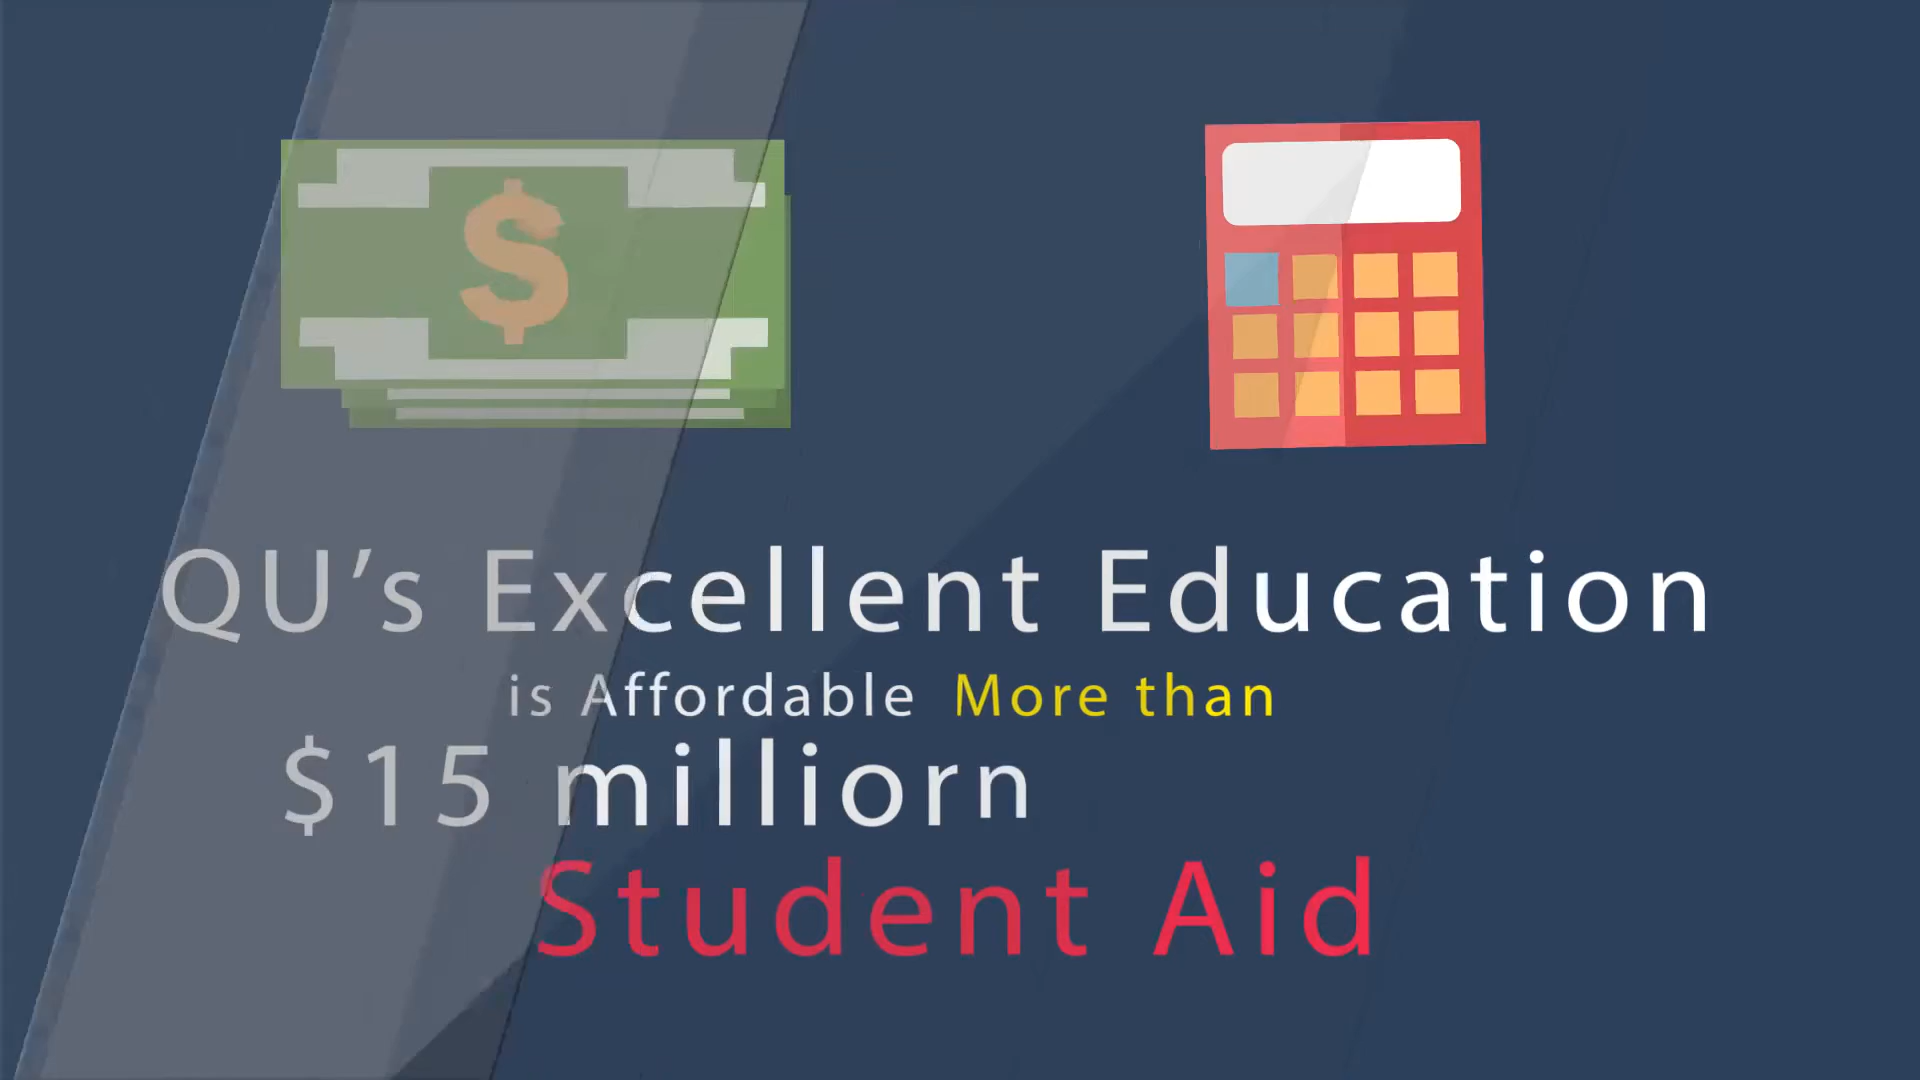 $
QU’s Excellent Education
is Affordable More than
$15 milliorn
Student Aid